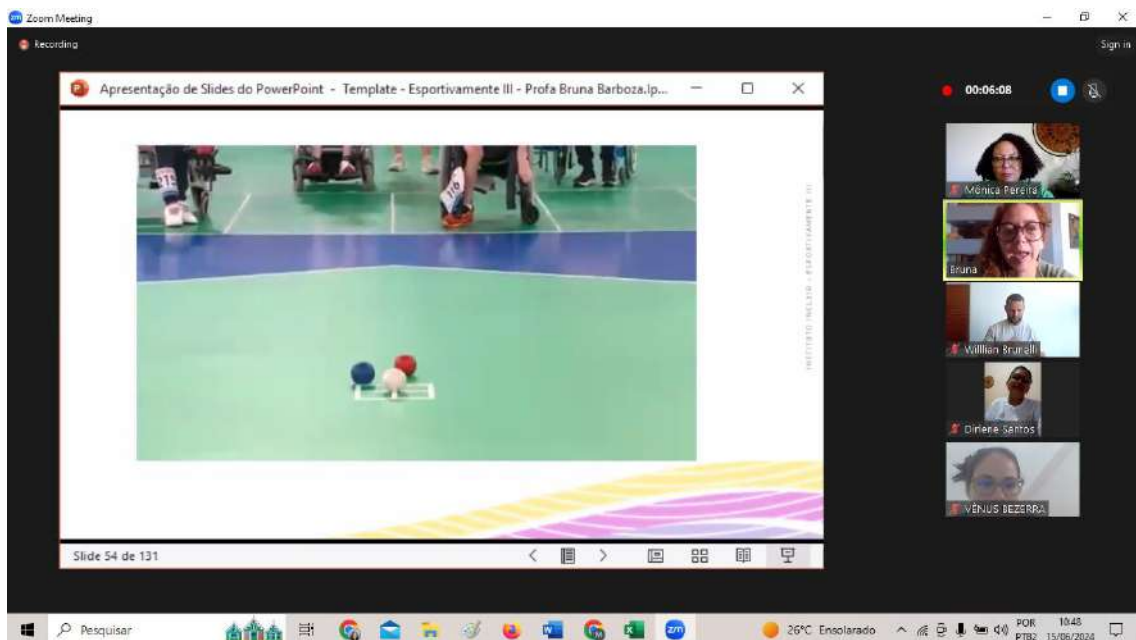 Zoom Meeting
Recording
Sign in
Apresentação de Slides do PowerPoint - Template - Esportivamente III - Profa Bruna Barboza.lp...
00:06:08
Mônica Pereira
Bruna
Willian Brunelli
Dirlene Santos
VÊNUS BEZERRA
116
Slide 54 de 131
Pesquisar
26°C Ensolarado
POR
PTB2
10:48
15/06/2024